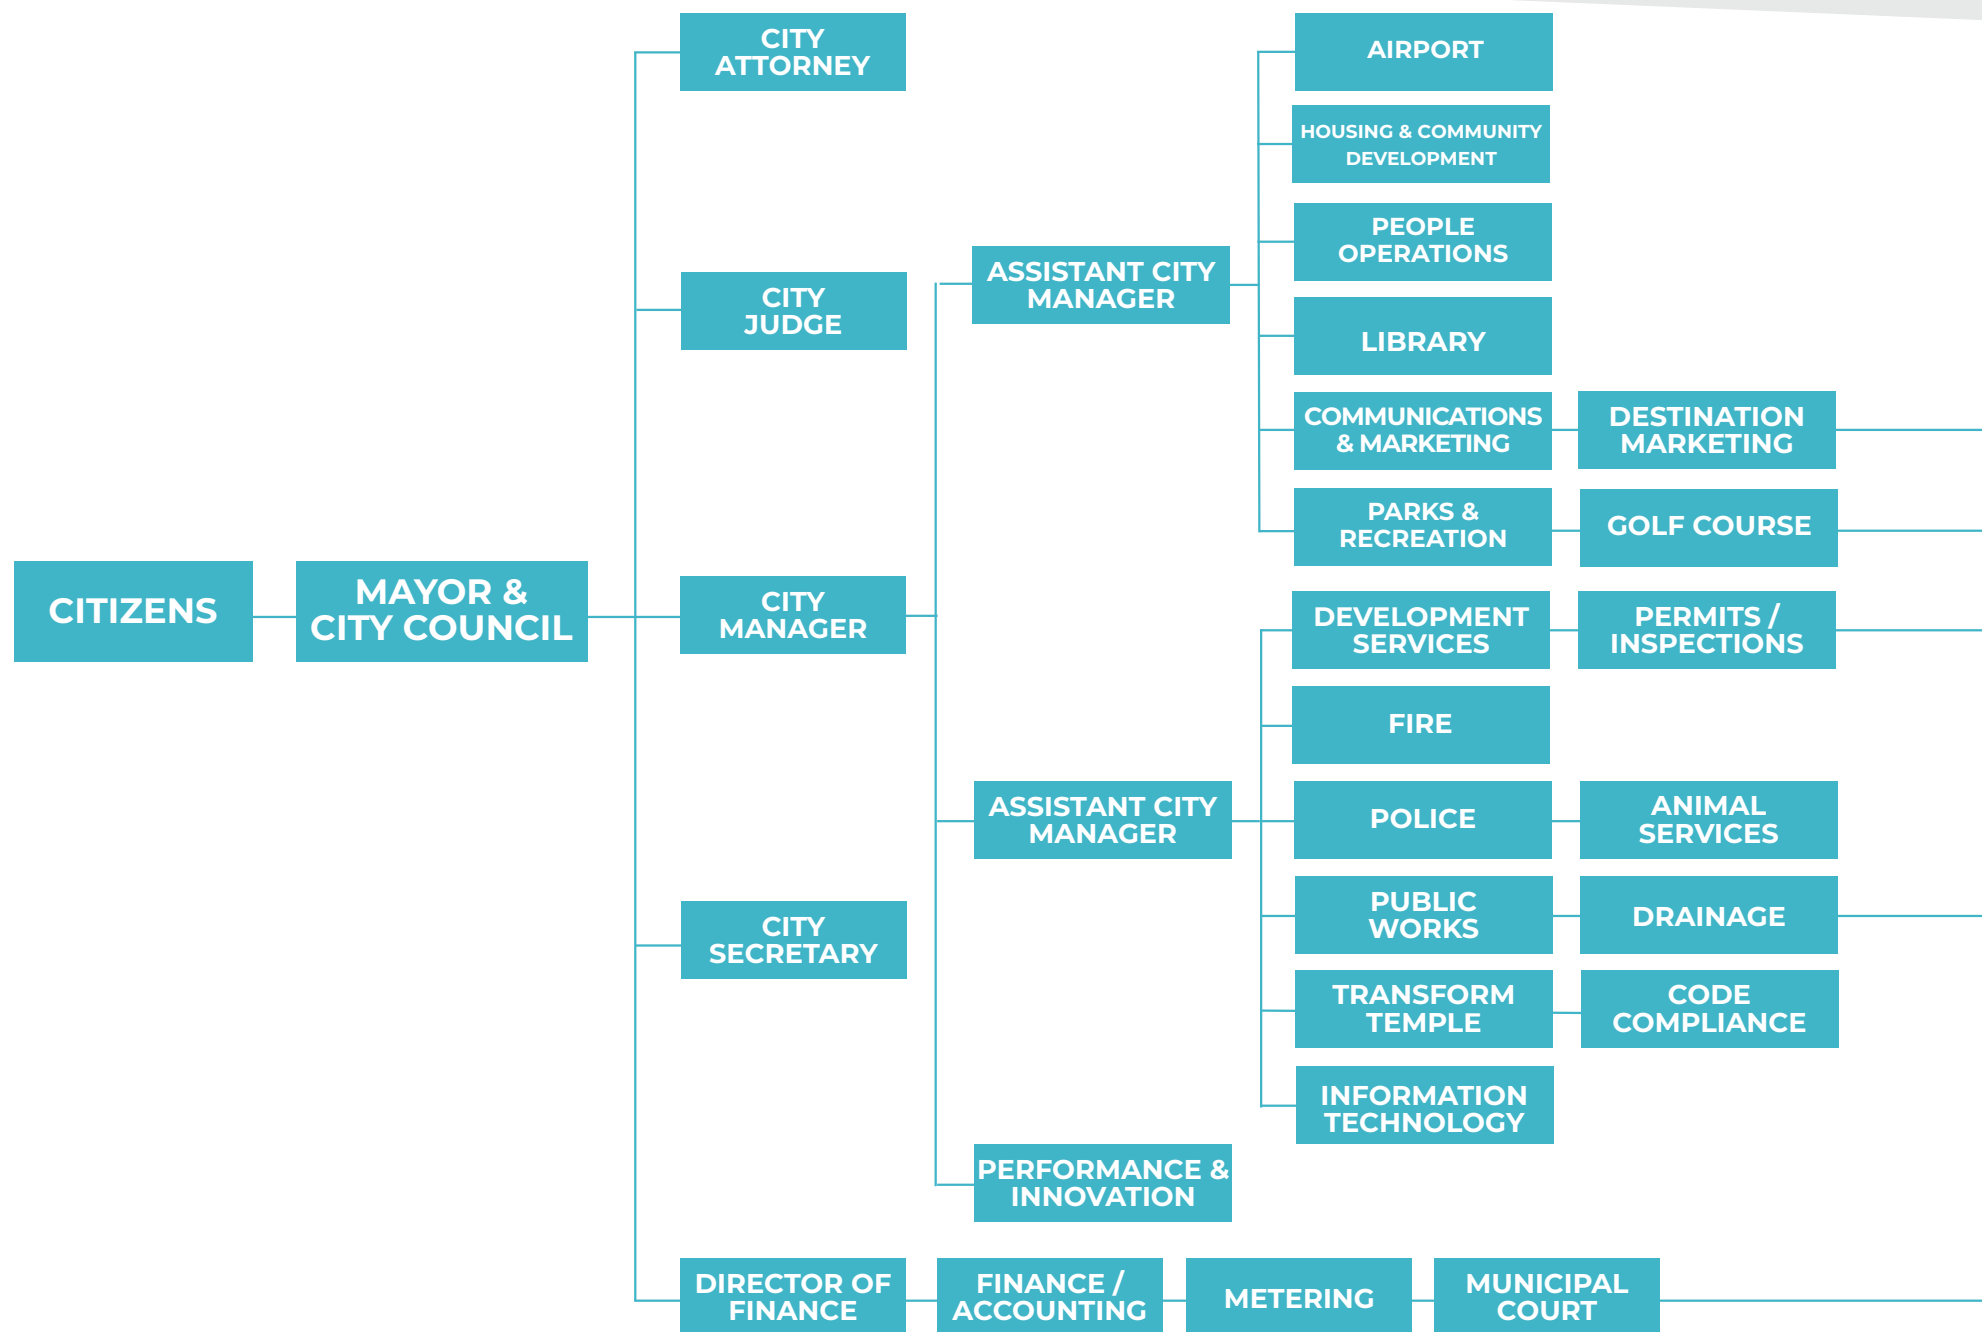 CITY
ATTORNEY
AIRPORT
HOUSING & COMMUNITY
DEVELOPMENT
PEOPLE
OPERATIONS
ASSISTANT CITY
MANAGER
CITY
JUDGE
LIBRARY
COMMUNICATIONS
& MARKETING
DESTINATION
MARKETING
PARKS &
RECREATION
GOLF COURSE
CITIZENS
MAYOR &
CITY COUNCIL
CITY
MANAGER
DEVELOPMENT
SERVICES
PERMITS /
INSPECTIONS
FIRE
ASSISTANT CITY
MANAGER
POLICE
ANIMAL
SERVICES
CITY
SECRETARY
PUBLIC
WORKS
DRAINAGE
TRANSFORM
TEMPLE
CODE
COMPLIANCE
INFORMATION
TECHNOLOGY
PERFORMANCE &
INNOVATION
DIRECTOR OF
FINANCE
FINANCE /
ACCOUNTING
METERING
MUNICIPAL
COURT